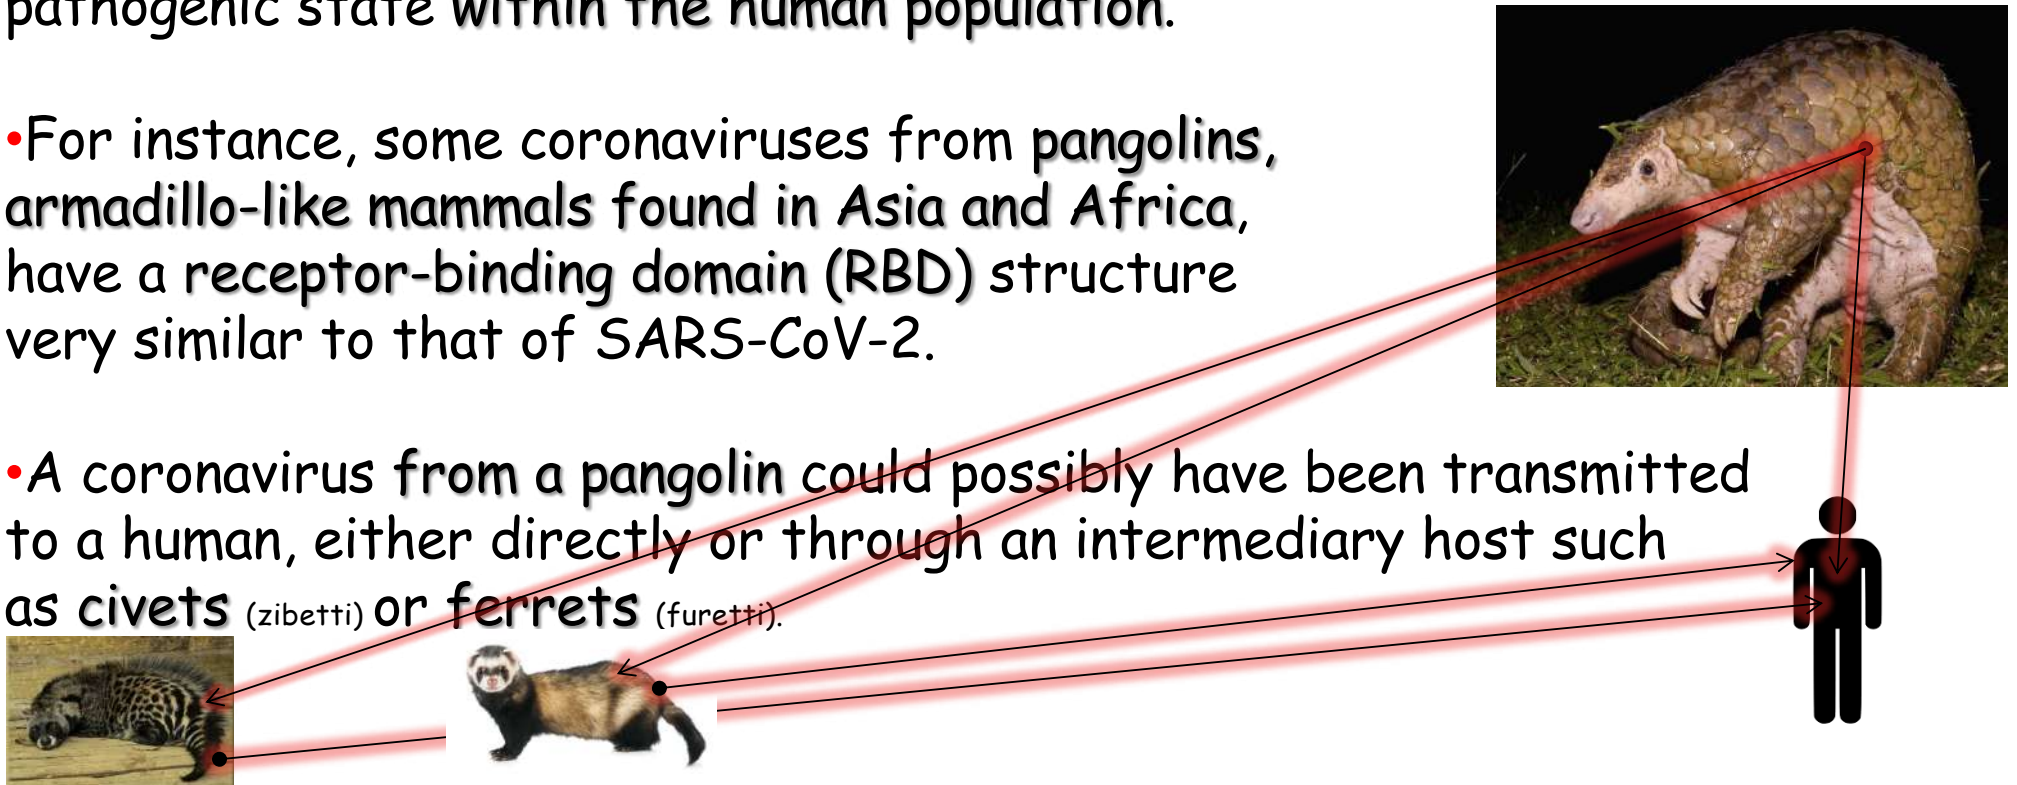 pathogenic state within the human population.
•For instance, some coronaviruses from pangolins,
armadillo-like mammals found in Asia and Africa,
have a receptor-binding domain (RBD) structure
very similar to that of SARS-CoV-2.
•A coronavirus from a pangolin could possibly have been transmitted
to a human, either directly or through an intermediary host such
as civets (zibetti) or ferrets (furetti).